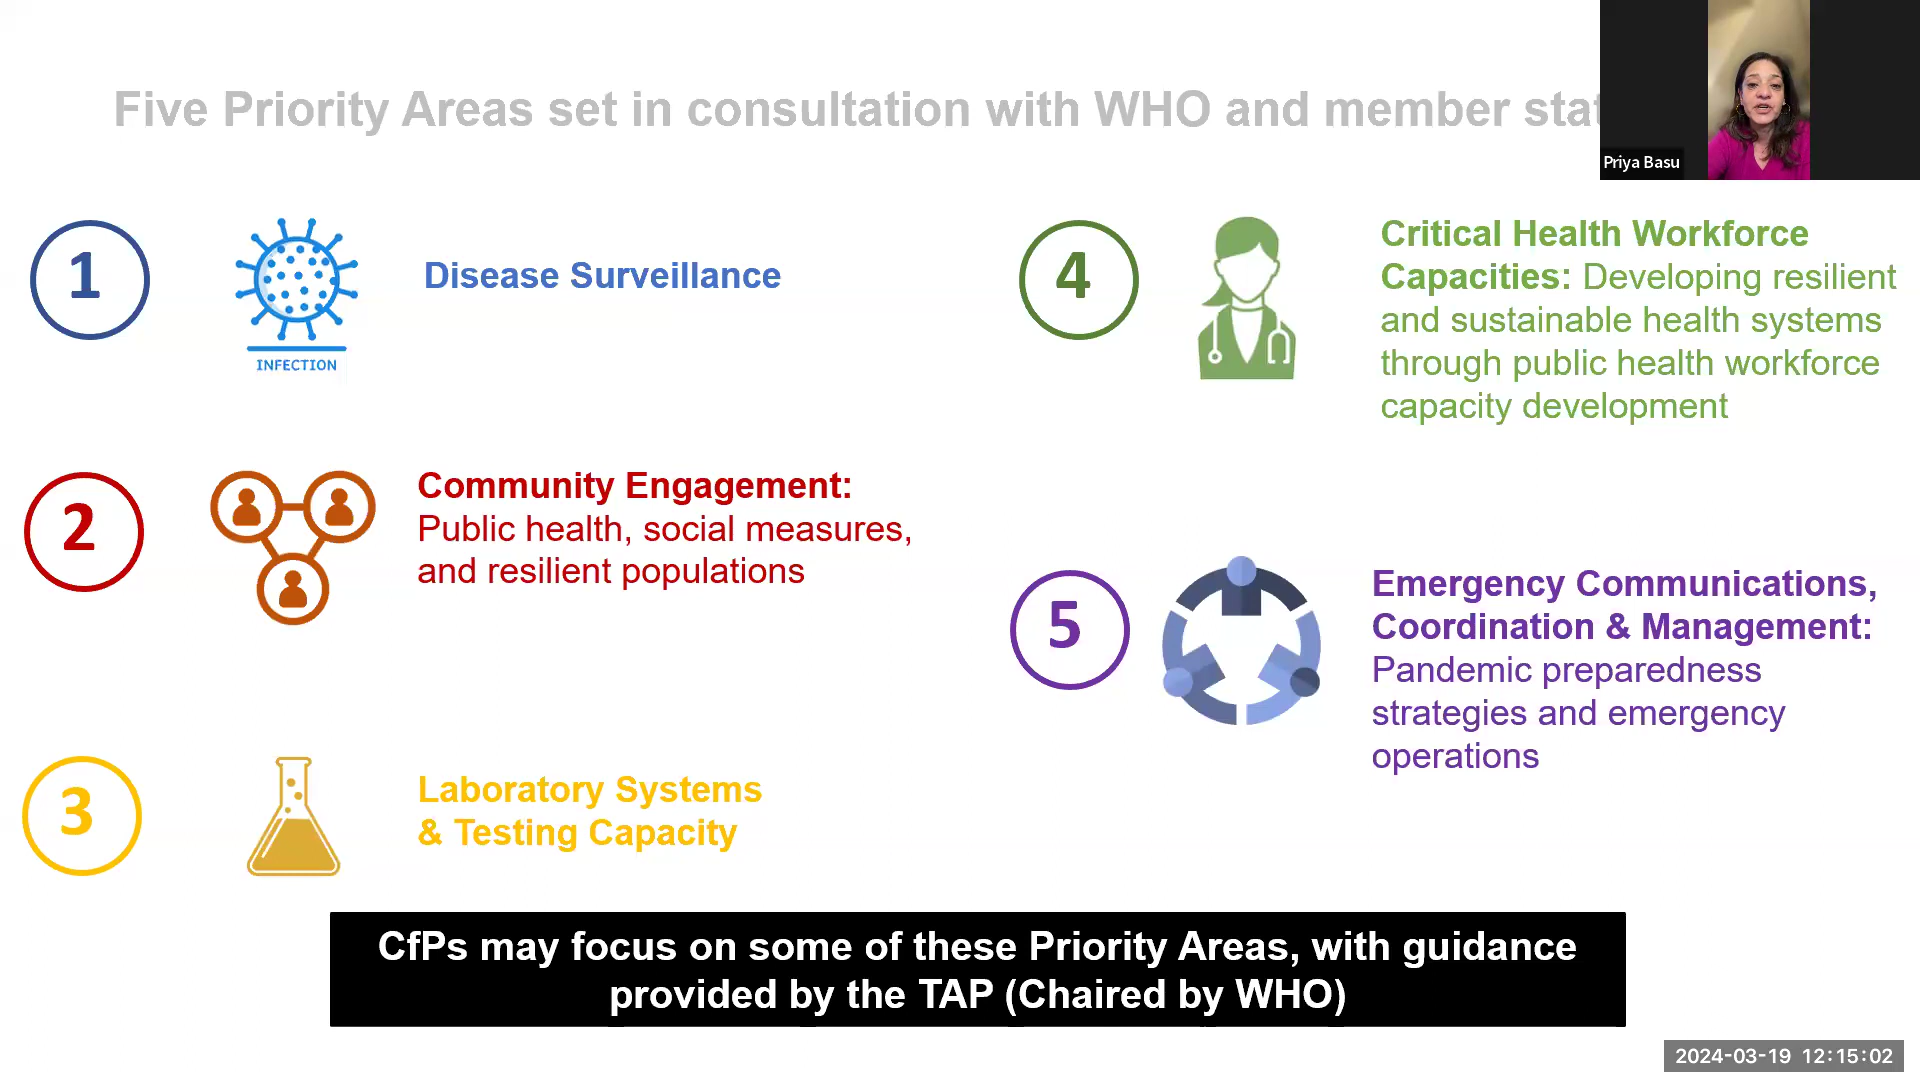 Five Priority Areas set in consultation with WHO and member stat
Priya Basu
1
INFECTION
Disease Surveillance
2
Community Engagement:
Public health, social measures,
and resilient populations
3
Laboratory Systems
& Testing Capacity
4
Critical Health Workforce
Capacities: Developing resilient
and sustainable health systems
through public health workforce
capacity development
5
Emergency Communications,
Coordination & Management:
Pandemic preparedness
strategies and emergency
operations
CfPs may focus on some of these Priority Areas, with guidance
provided by the TAP (Chaired by WHO)
2024-03-19 12:15:02